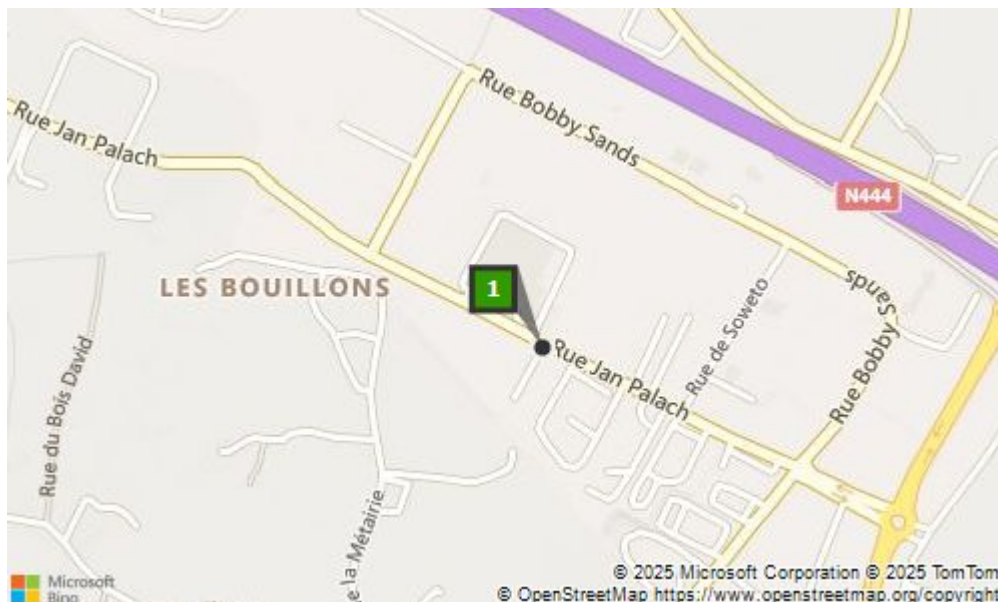 Rue Jan Palach
Rue Bobby Sands
N444
LES BOUILLONS
1
Rue de Soweto
Rue Bobby Sands
Rue Jan Palach
Rue du Bois David
la Métairie
Microsoft
Bing
© 2025 Microsoft Corporation © 2025 TomTom
© OpenStreetMap https://www.openstreetmap.org/copyright